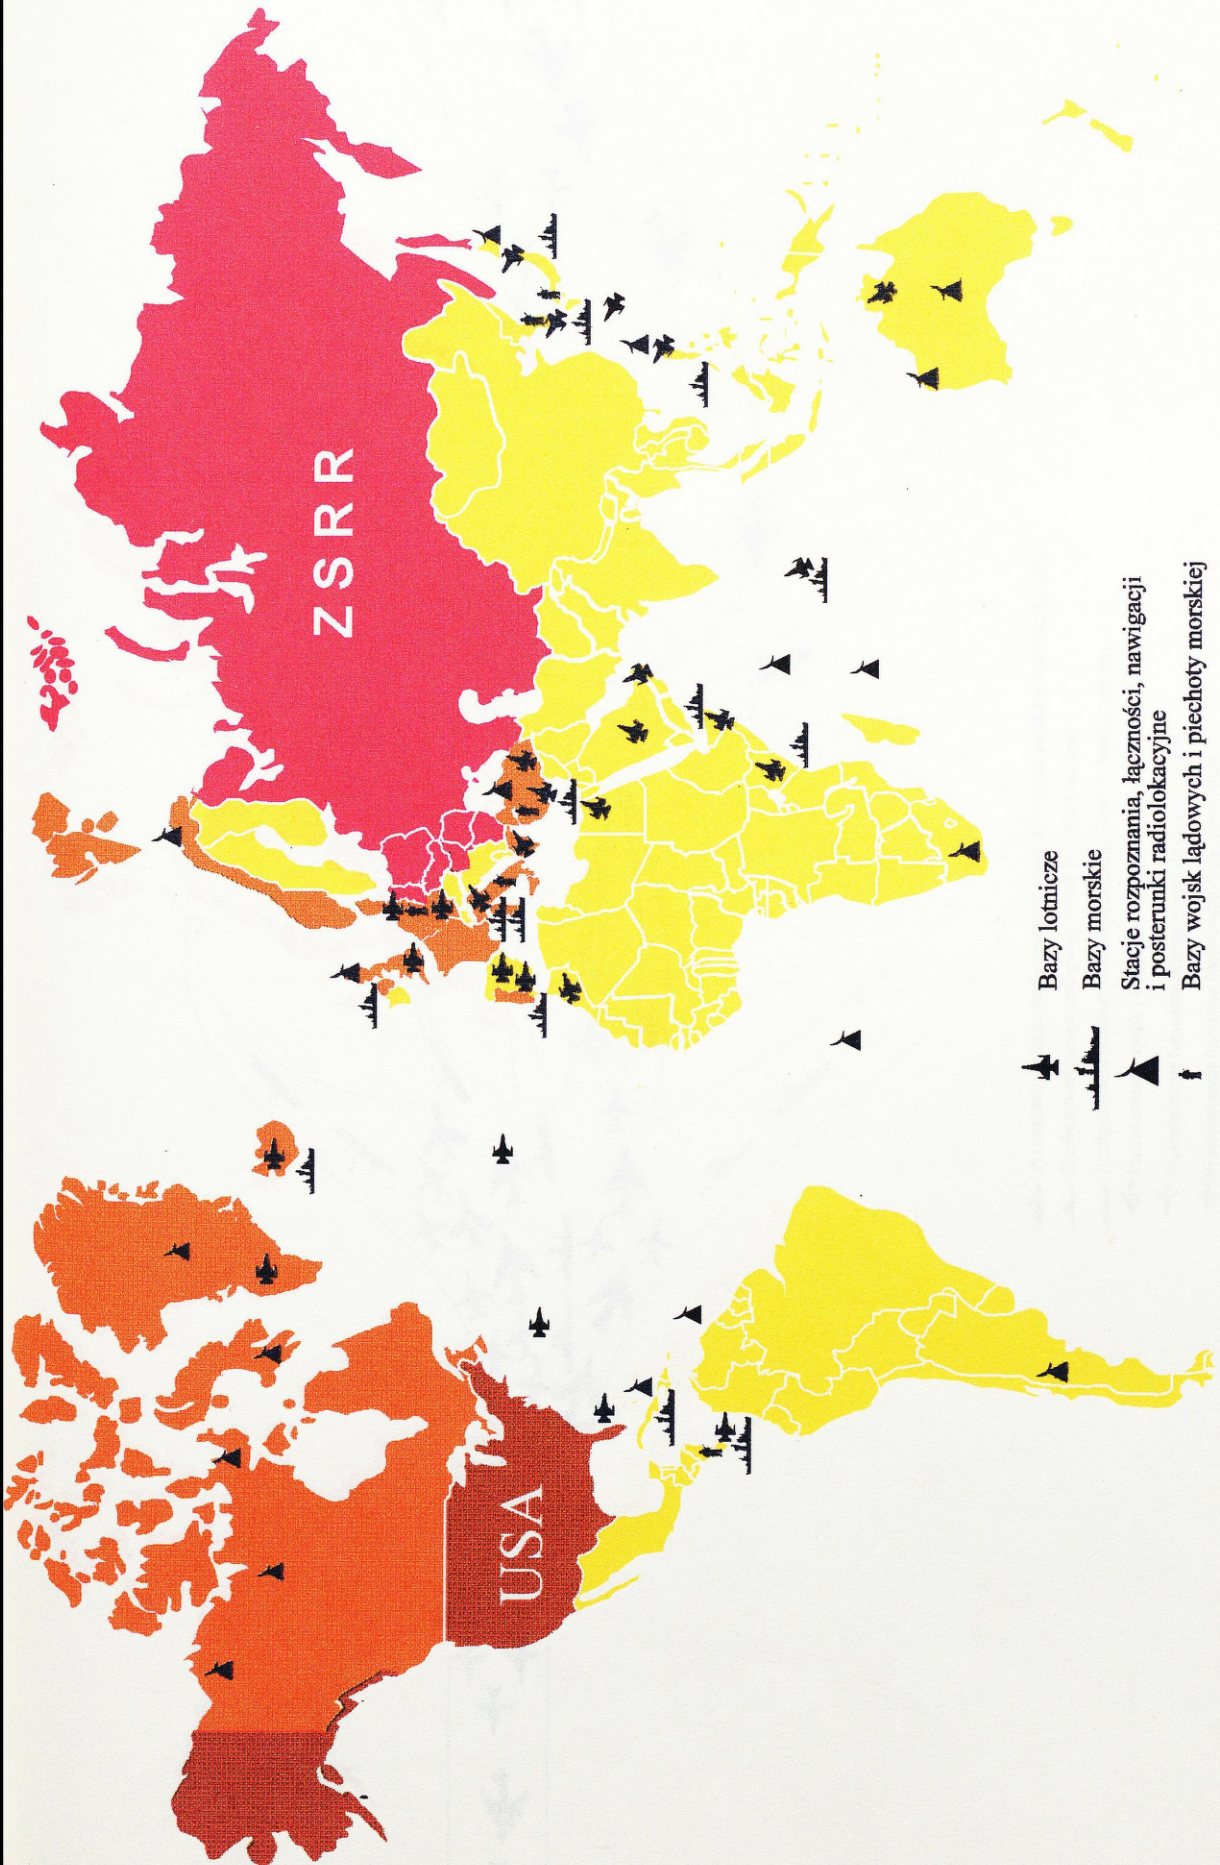 ZSRR
USA
Bazy lotnicze
Bazy morskie
Stacje rozpoznania, łączności, nawigacji
i posterunki radiolokacyjne
Bazy wojsk lądowych i piechoty morskiej